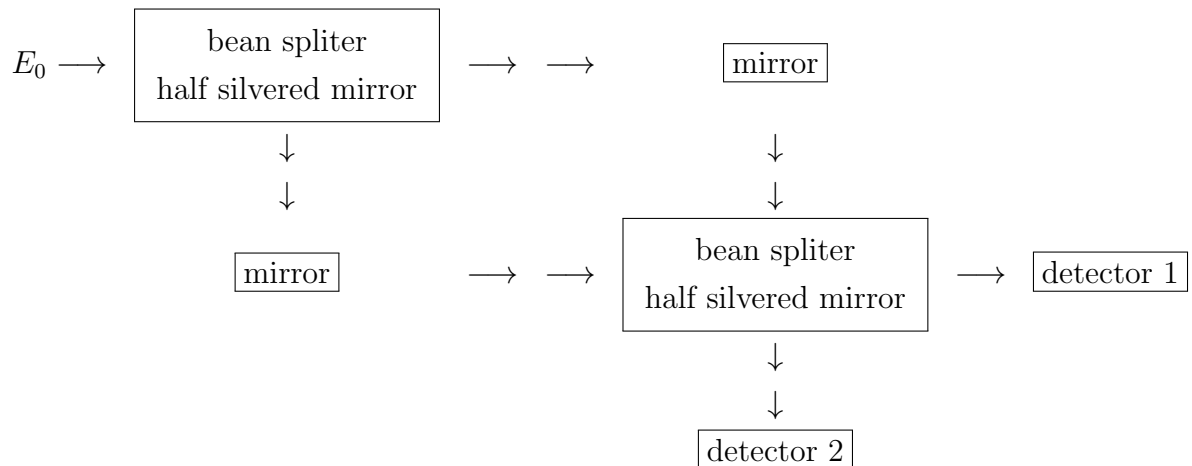 E₀ ⟶
bean spliter
half silvered mirror
⟶ ⟶
mirror
↓ ↓
↓ ↓
mirror
⟶ ⟶
bean spliter
half silvered mirror
⟶
detector 1
↓
↓
detector 2